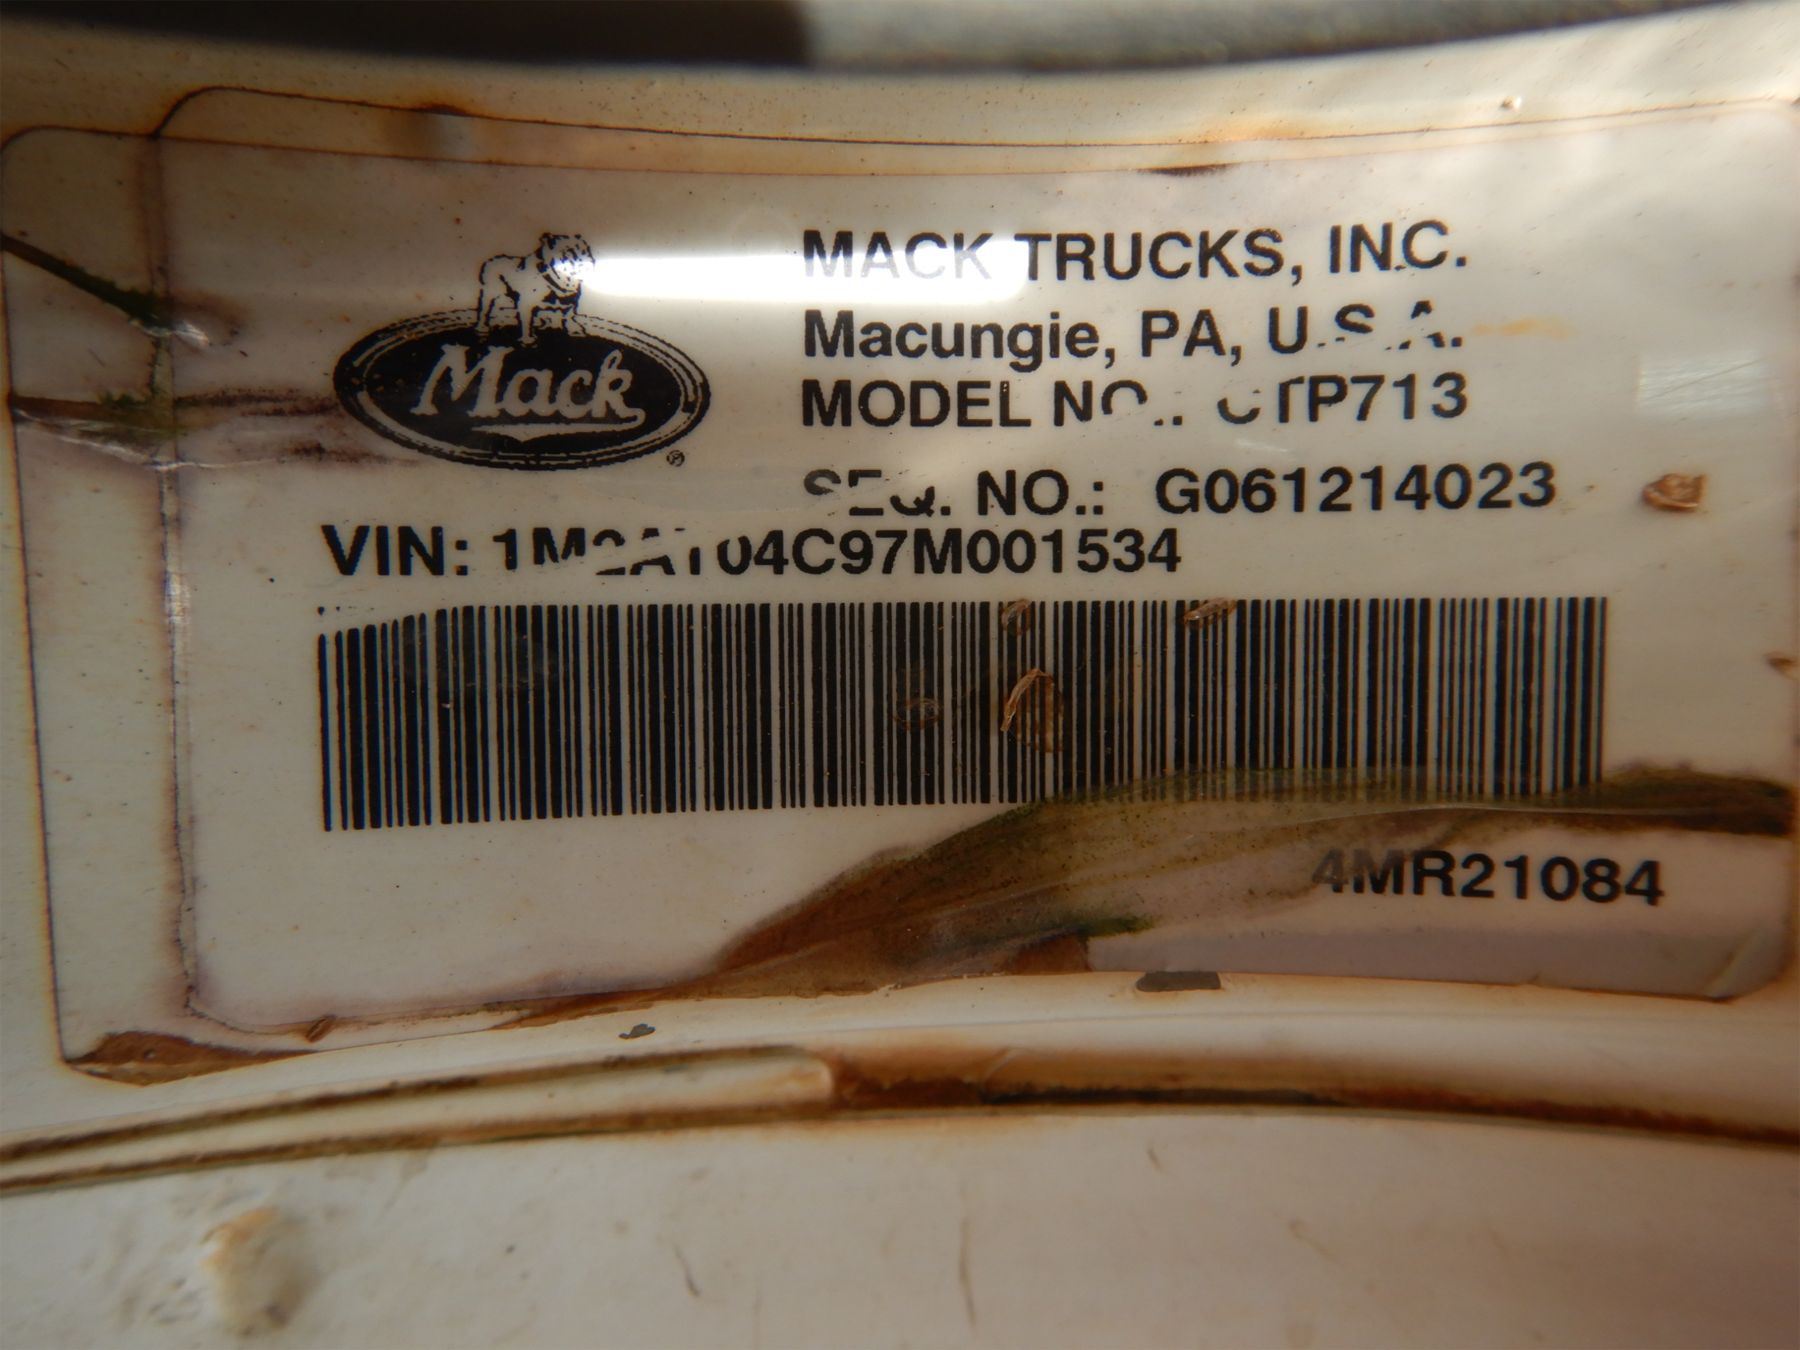 Mack
®
MACK TRUCKS, INC.
Macungie, PA, U.S.A.
MODEL NO.: CTP713
SEQ. NO.: G061214023
VIN: 1M2AT04C97M001534
4MR21084